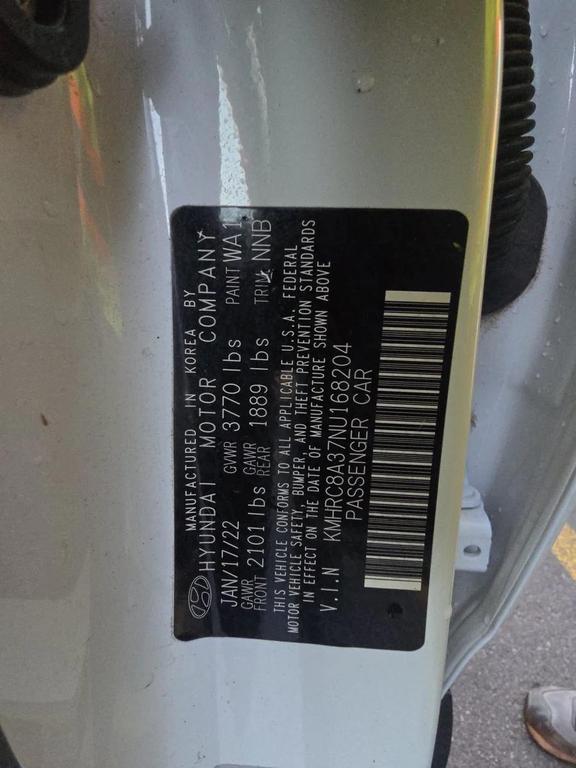 MANUFACTURED IN KOREA BY
HYUNDAI MOTOR COMPANY
JAN/17/22 GVWR 3770 lbs PAINT WA1
GAWR FRONT 2101 lbs GAWR REAR 1889 lbs TRIM NNB
THIS VEHICLE CONFORMS TO ALL APPLICABLE U.S.A. FEDERAL
MOTOR VEHICLE SAFETY, BUMPER, AND THEFT PREVENTION STANDARDS
IN EFFECT ON THE DATE OF MANUFACTURE SHOWN ABOVE
V.I.N KMHRC8A37NU168204
PASSENGER CAR